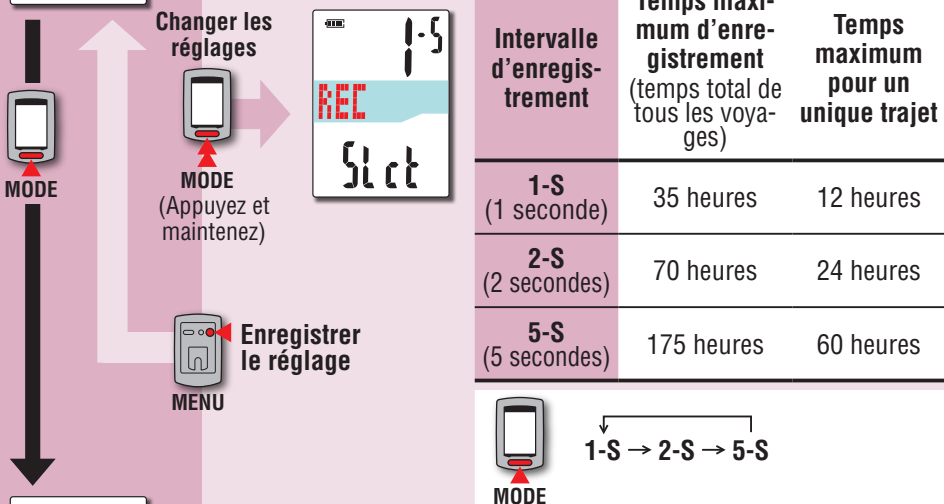 Changer les
réglages
MODE
MODE
(Appuyez et
maintenez)
1-S
REC
SLct
Enregistrer
le réglage
MENU
Intervalle
d'enregis-
trement
Temps maxi-
mum d'enre-
gistrement
(temps total de
tous les voya-
ges)
Temps
maximum
pour un
unique trajet
1-S
(1 seconde)
35 heures
12 heures
2-S
(2 secondes)
70 heures
24 heures
5-S
(5 secondes)
175 heures
60 heures
1-S → 2-S → 5-S
MODE